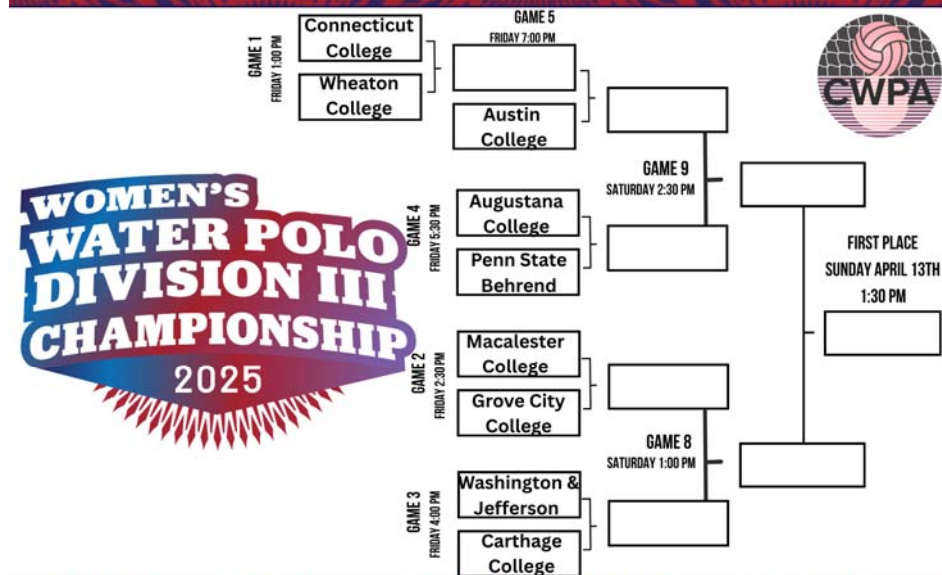 GAME 1
FRIDAY 1:00 PM
Connecticut
College
Wheaton
College
GAME 5
FRIDAY 7:00 PM
Austin
College
CWPA
WOMEN'S
WATER POLO
DIVISION III
CHAMPIONSHIP
2025
GAME 4
FRIDAY 5:30 PM
Augustana
College
Penn State
Behrend
GAME 9
SATURDAY 2:30 PM
GAME 2
FRIDAY 2:30 PM
Macalester
College
Grove City
College
GAME 3
FRIDAY 4:00 PM
Washington &
Jefferson
Carthage
College
GAME 8
SATURDAY 1:00 PM
FIRST PLACE
SUNDAY APRIL 13TH
1:30 PM